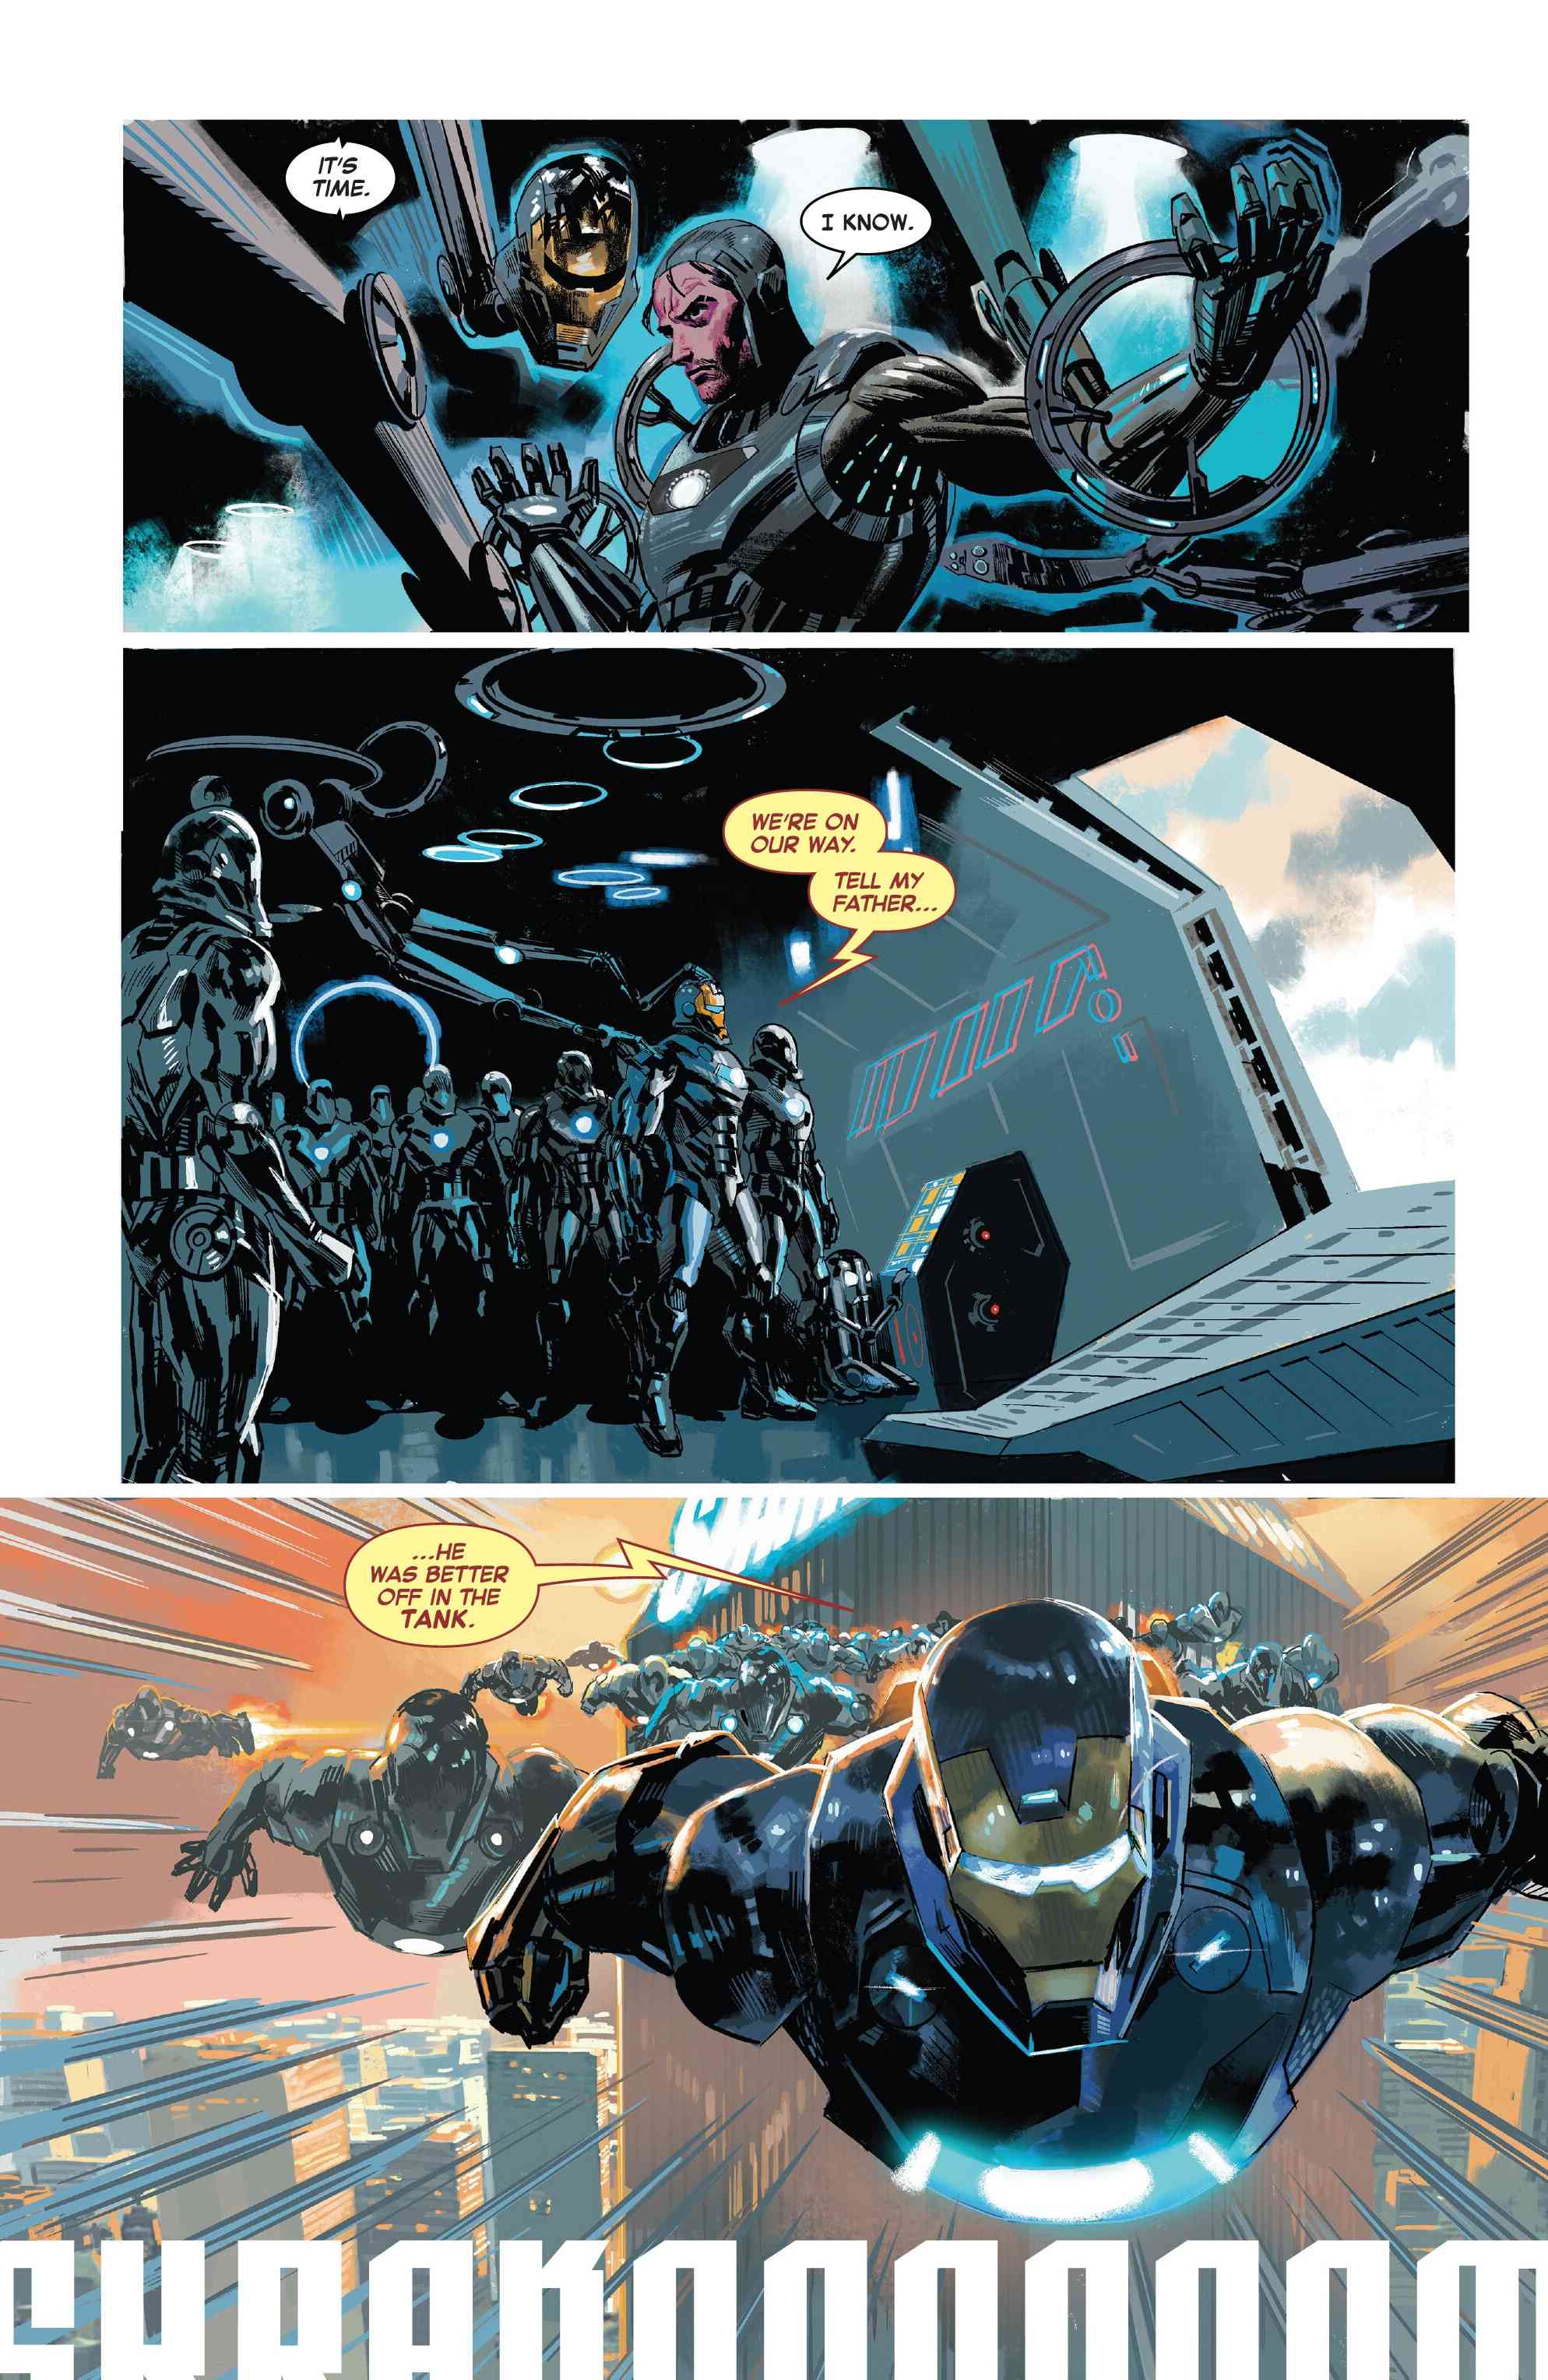 IT'S
TIME.
I KNOW.
WE'RE ON
OUR WAY.
TELL MY
FATHER...
...HE
WAS BETTER
OFF IN THE
TANK.